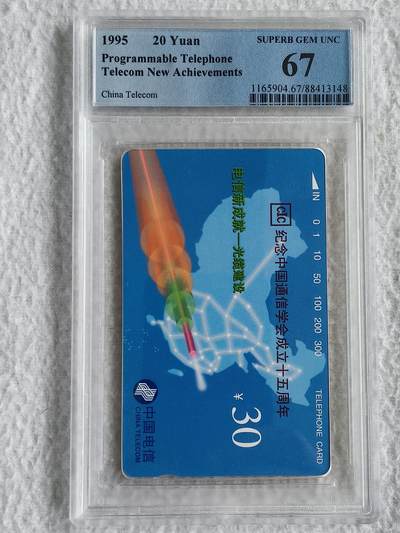 1995 20 Yuan
Programmable Telephone
Telecom New Achievements
China Telecom
SUPERB GEM UNC
67
1165904.67/88413148
IN 0 1 10 50 100 200 300 TELEPHONE CARD
cic 纪念中国通信学会成立十五周年
电信新成就—光缆建设
¥30
中国电信
CHINA TELECOM